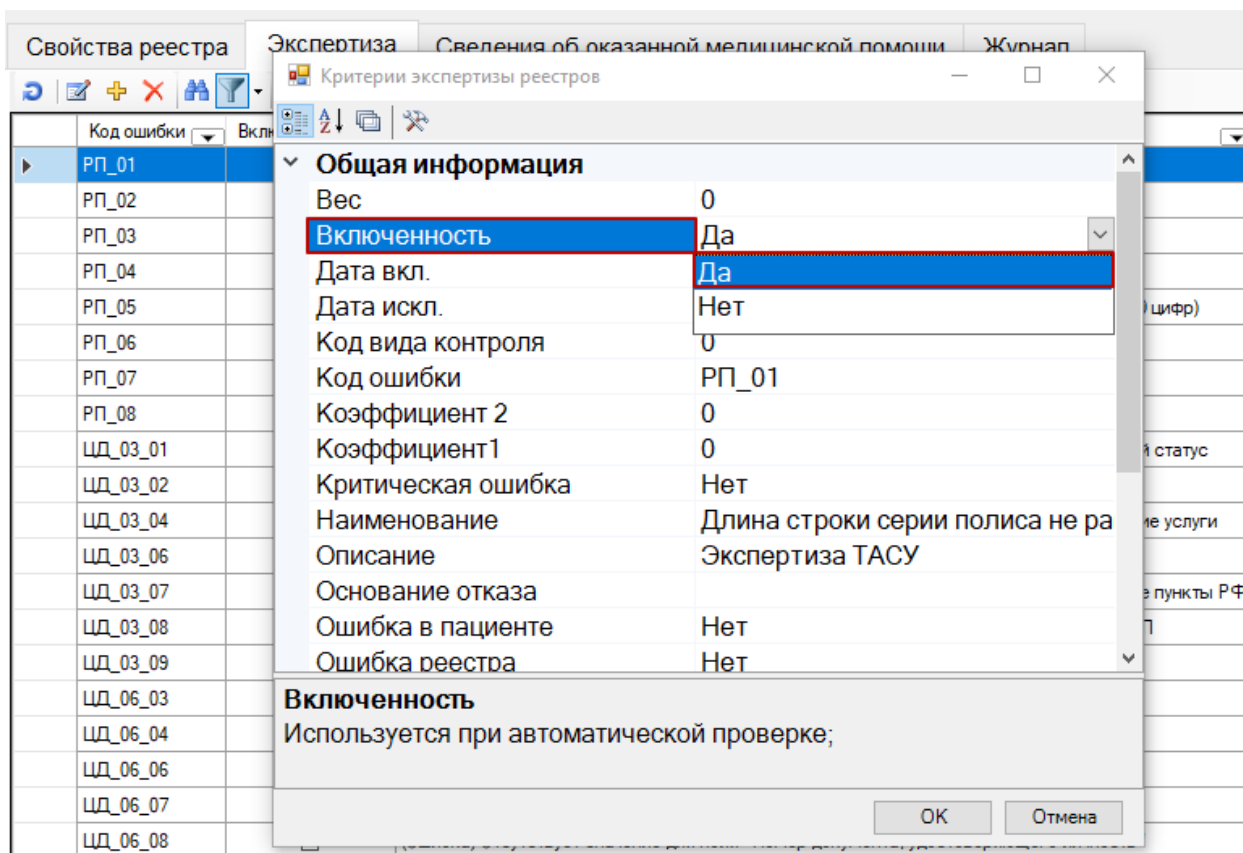 Свойства реестра Экспертиза Сведения об оказанной медицинской помощи Журнал
Критерии экспертизы реестров
Код ошибки Вклю
Общая информация
РП_01
Вес 0
РП_02
Включенность Да
РП_03
Дата вкл. Да
РП_04
Дата искл. Нет
РП_05 цифр)
Код вида контроля 0
РП_06
Код ошибки РП_01
РП_07
Коэффициент 2 0
РП_08
Коэффициент1 0
ЦД_03_01 й статус
Критическая ошибка Нет
ЦД_03_02
Наименование Длина строки серии полиса не ра
ЦД_03_04 ие услуги
Описание Экспертиза ТАСУ
ЦД_03_06
Основание отказа
ЦД_03_07 е пункты РФ
Ошибка в пациенте Нет
ЦД_03_08
Ошибка реестра Нет
ЦД_03_09
Включенность
ЦД_06_03
Используется при автоматической проверке;
ЦД_06_04
ЦД_06_06
ЦД_06_07
OK Отмена
ЦД_06_08